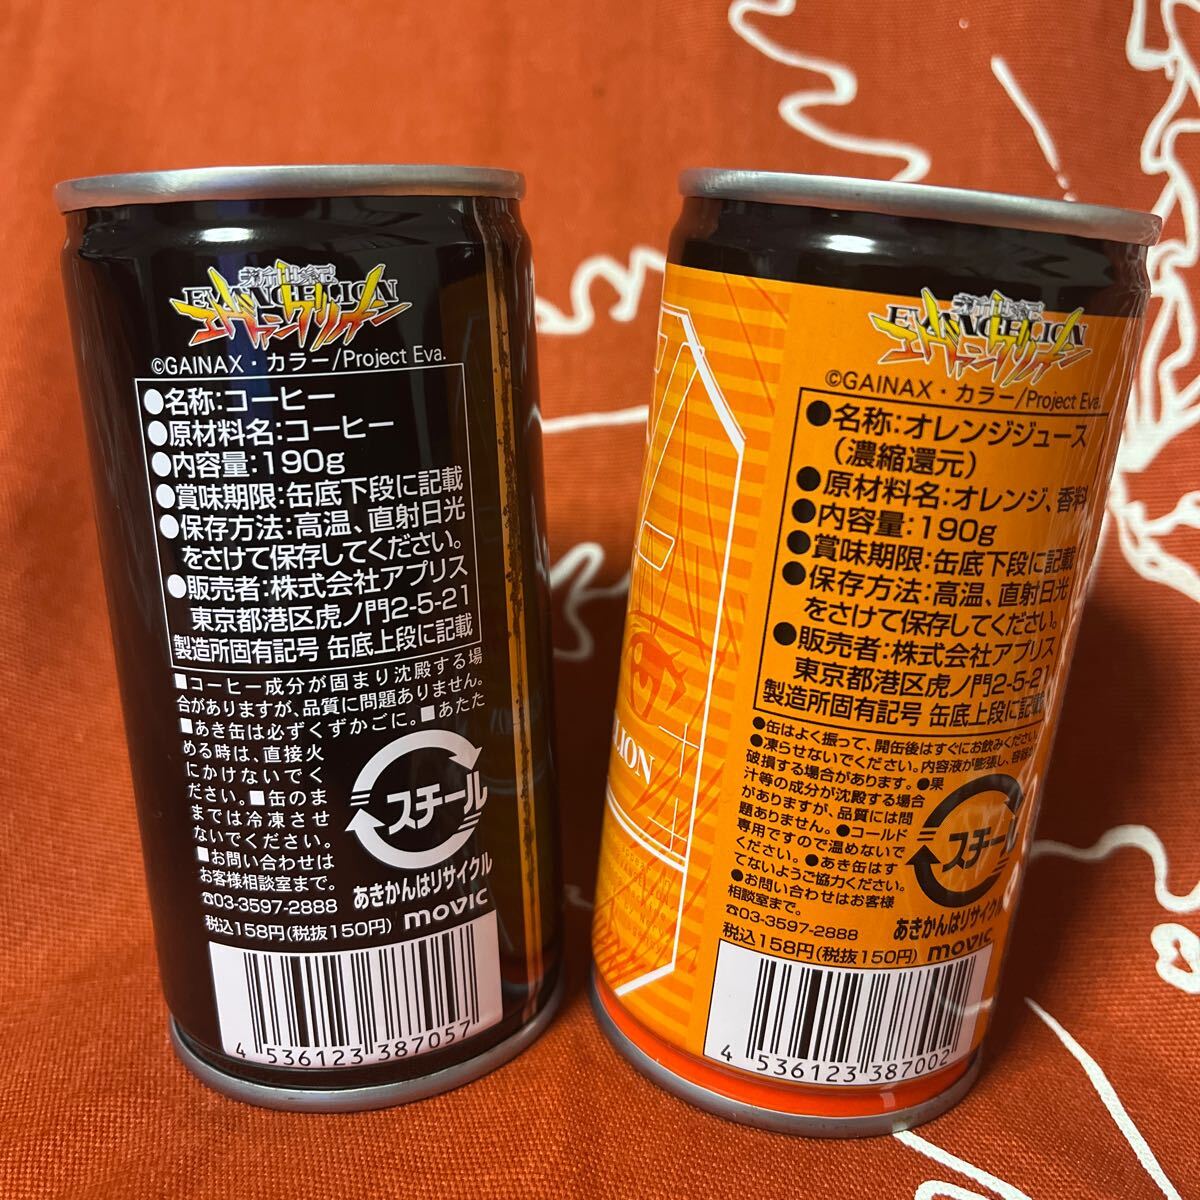 新世紀
EVANGELION
エヴァンゲリオン
©GAINAX・カラー/Project Eva.
●名称:コーヒー
●原材料名:コーヒー
●内容量:190g
●賞味期限:缶底下段に記載
●保存方法:高温、直射日光
をさけて保存してください。
●販売者:株式会社アプリス
東京都港区虎ノ門2-5-21
製造所固有記号 缶底上段に記載
■コーヒー成分が固まり沈殿する場
合がありますが、品質に問題ありません。
■あき缶は必ずくずかごに。■あたた
める時は、直接火
にかけないでく
ださい。■缶のま
までは冷凍させ
ないでください。
■お問い合わせは
お客様相談室まで。
☎03-3597-2888
税込158円(税抜150円)
スチール
あきかんはリサイクル
movic
4 536123 387057
新世紀
EVANGELION
エヴァンゲリオン
©GAINAX・カラー/Project Eva.
●名称:オレンジジュース
(濃縮還元)
●原材料名:オレンジ、香料
●内容量:190g
●賞味期限:缶底下段に記載
●保存方法:高温、直射日光
をさけて保存してください。
●販売者:株式会社アプリス
東京都港区虎ノ門2-5-21
製造所固有記号 缶底上段に記載
●缶はよく振って、開缶後はすぐにお飲みください。
●凍らせないでください。内容液が膨張し、容器が
破損する場合があります。●果
汁等の成分が沈殿する場合
がありますが、品質には問
題ありません。●コールド
専用ですので温めないで
ください。●あき缶はす
てないようご協力ください。
●お問い合わせはお客様
相談室まで。
☎03-3597-2888
税込158円(税抜150円)
スチール
あきかんはリサイクル
movic
4 536123 387002
LION